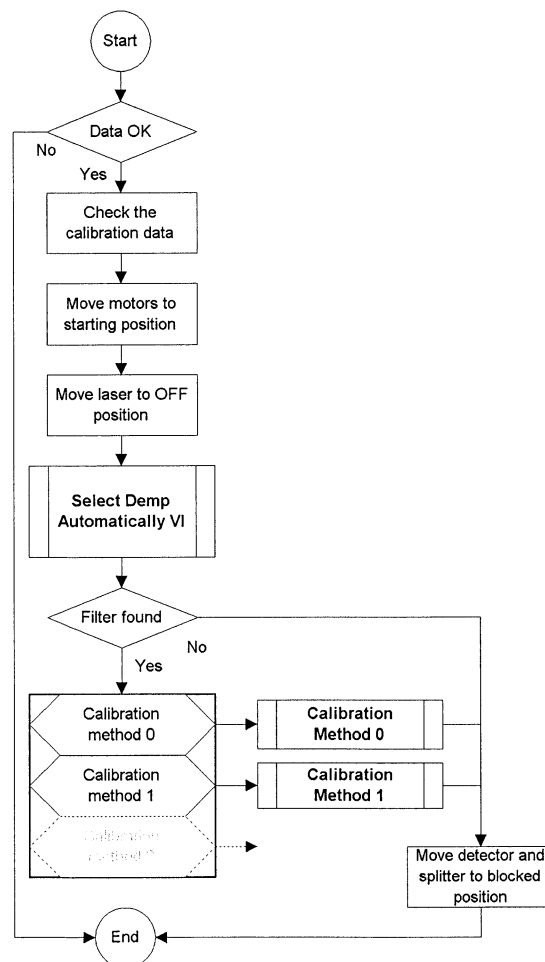 Start
Data OK
No
Yes
Check the
calibration data
Move motors to
starting position
Move laser to OFF
position
Select Demp
Automatically VI
Filter found
No
Yes
Calibration
method 0
Calibration
Method 0
Calibration
method 1
Calibration
Method 1
Calibration
method
Move detector and
splitter to blocked
position
End